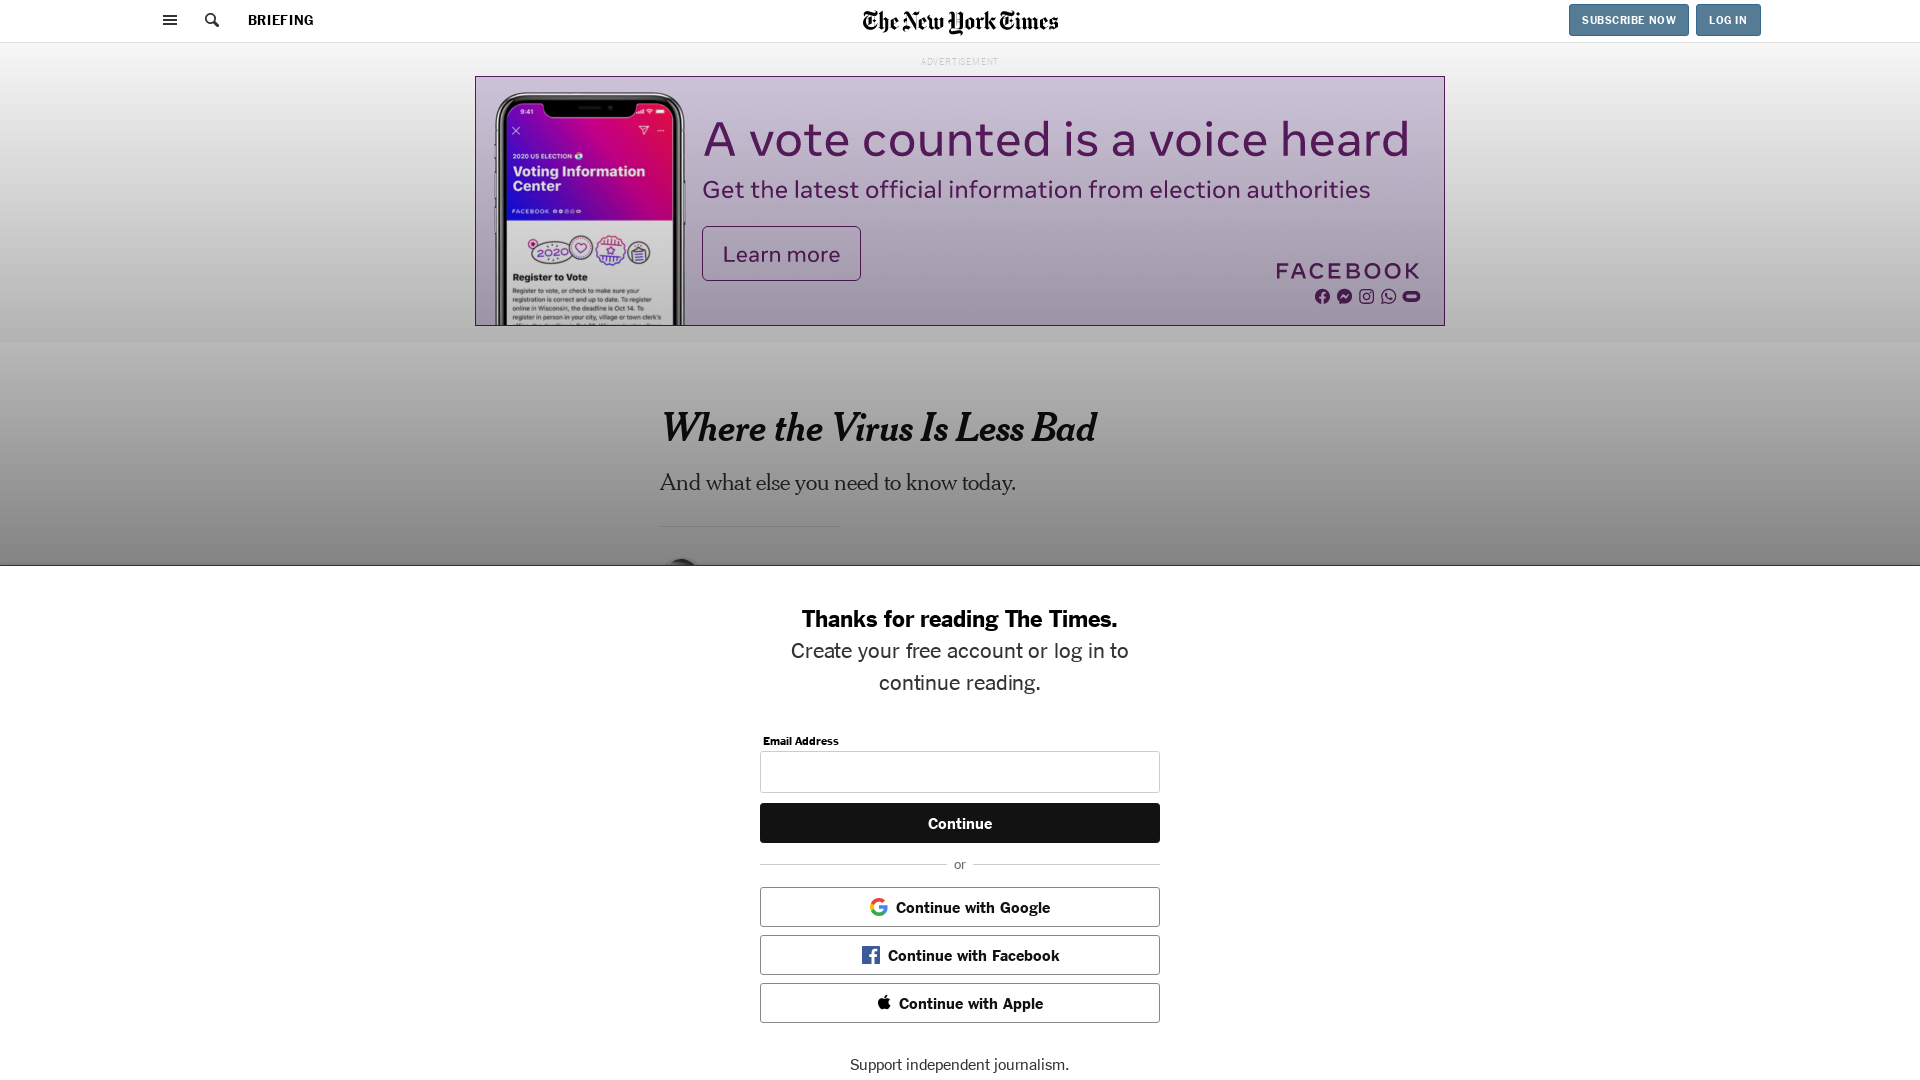 BRIEFING
The New York Times
SUBSCRIBE NOW
LOG IN
ADVERTISEMENT
9:41
2020 US ELECTION
Voting Information
Center
FACEBOOK
2020
Register to Vote
Register to vote, or check to make sure your
registration is correct and up to date. To register
online in Wisconsin, the deadline is Oct 14. To
register in person in your city, village or town clerk's
A vote counted is a voice heard
Get the latest official information from election authorities
Learn more
FACEBOOK
Where the Virus Is Less Bad
And what else you need to know today.
Thanks for reading The Times.
Create your free account or log in to
continue reading.
Email Address
Continue
or
Continue with Google
Continue with Facebook
Continue with Apple
Support independent journalism.